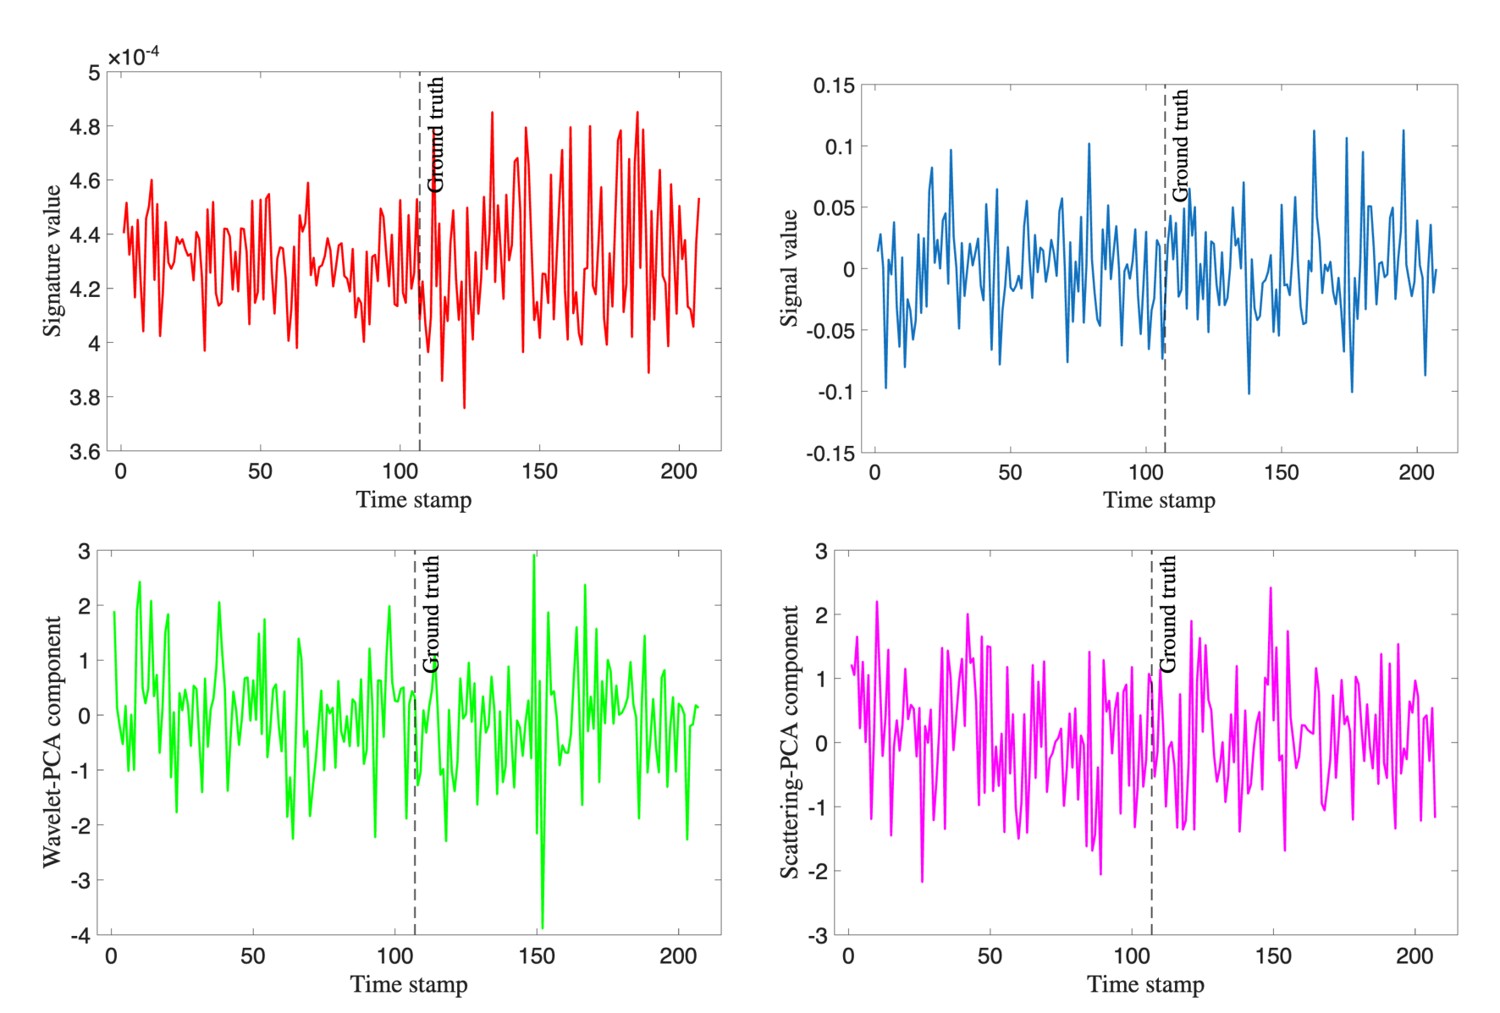 ×10-4
5
4.8
4.6
4.4
4.2
4
3.8
3.6
Signature value
Ground truth
0 50 100 150 200
Time stamp
0.15
0.1
0.05
0
-0.05
-0.1
-0.15
Signal value
Ground truth
0 50 100 150 200
Time stamp
3
2
1
0
-1
-2
-3
-4
Wavelet-PCA component
Ground truth
0 50 100 150 200
Time stamp
3
2
1
0
-1
-2
-3
Scattering-PCA component
Ground truth
0 50 100 150 200
Time stamp